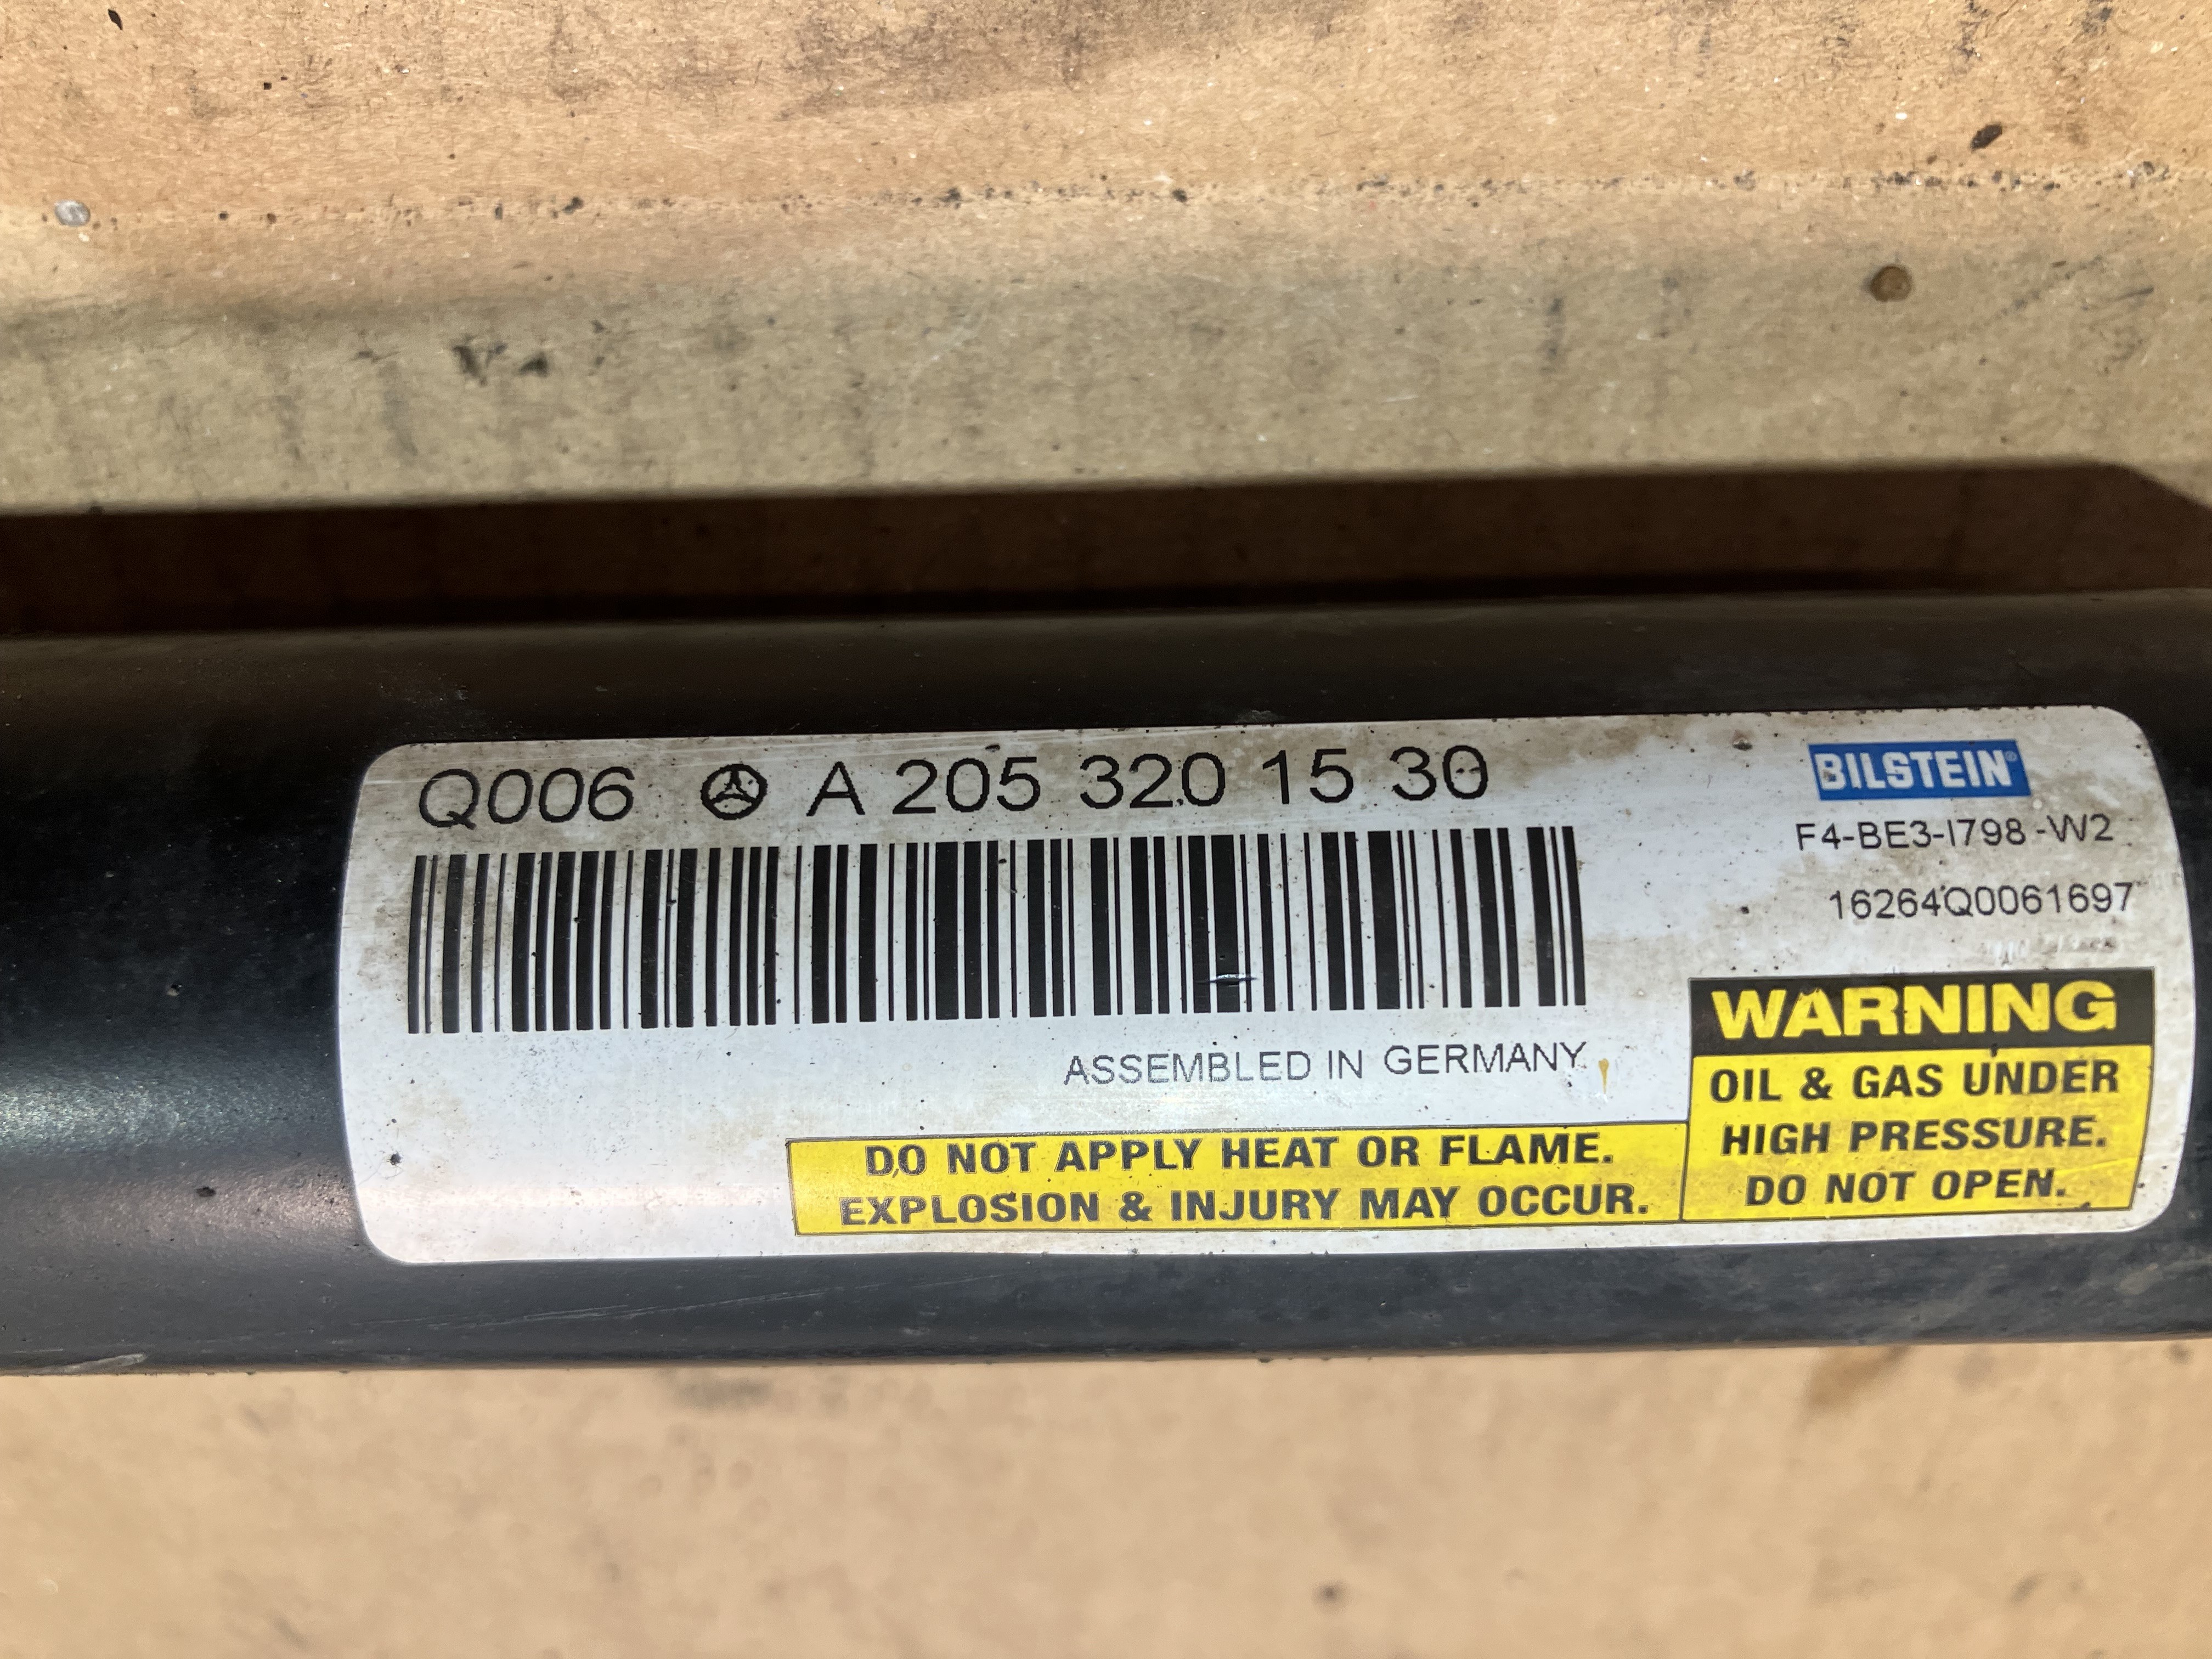 Q006 A 205 320 15 30
BILSTEIN®
F4-BE3-I798-W2
16264Q0061697
ASSEMBLED IN GERMANY
WARNING
OIL & GAS UNDER
HIGH PRESSURE.
DO NOT OPEN.
DO NOT APPLY HEAT OR FLAME.
EXPLOSION & INJURY MAY OCCUR.